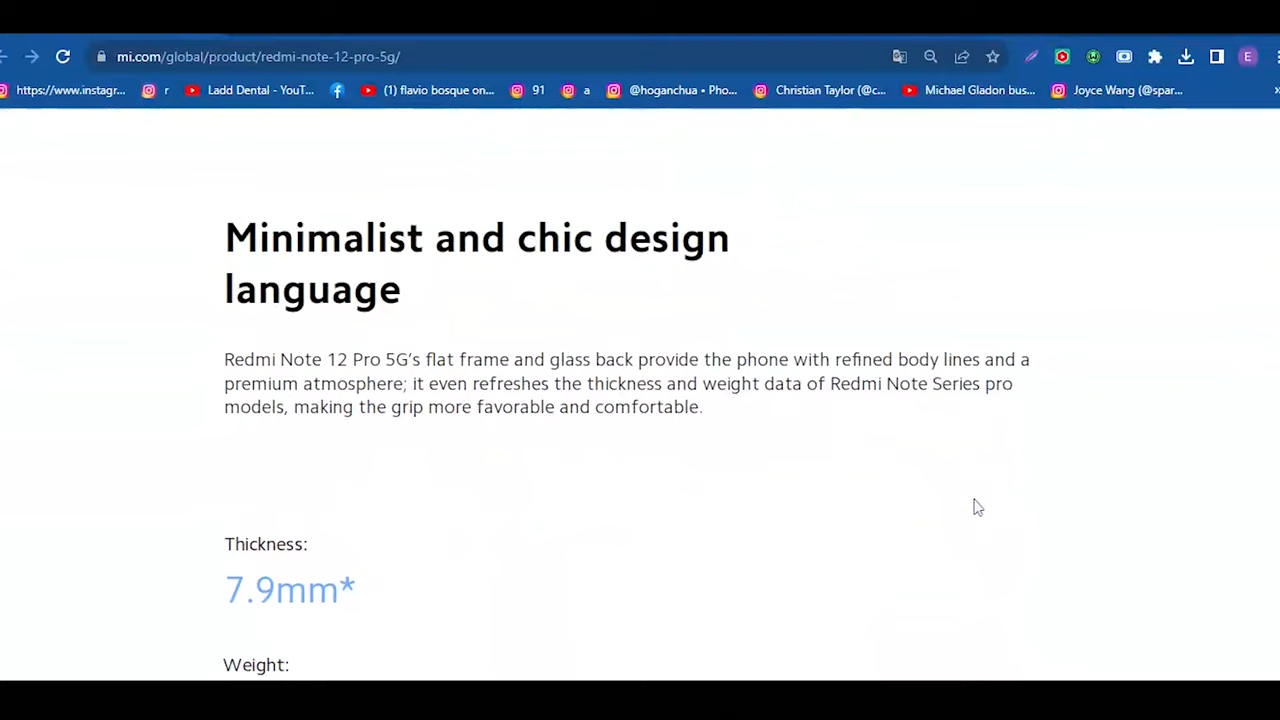 mi.com/global/product/redmi-note-12-pro-5g/
E
https://www.instagr...
r
Ladd Dental - YouT...
(1) flavio bosque on...
91
a
@hoganchua • Pho...
Christian Taylor (@c...
Michael Gladon bus...
Joyce Wang (@spar...
»
Minimalist and chic design
language
Redmi Note 12 Pro 5G’s flat frame and glass back provide the phone with refined body lines and a
premium atmosphere; it even refreshes the thickness and weight data of Redmi Note Series pro
models, making the grip more favorable and comfortable.
Thickness:
7.9mm*
Weight: